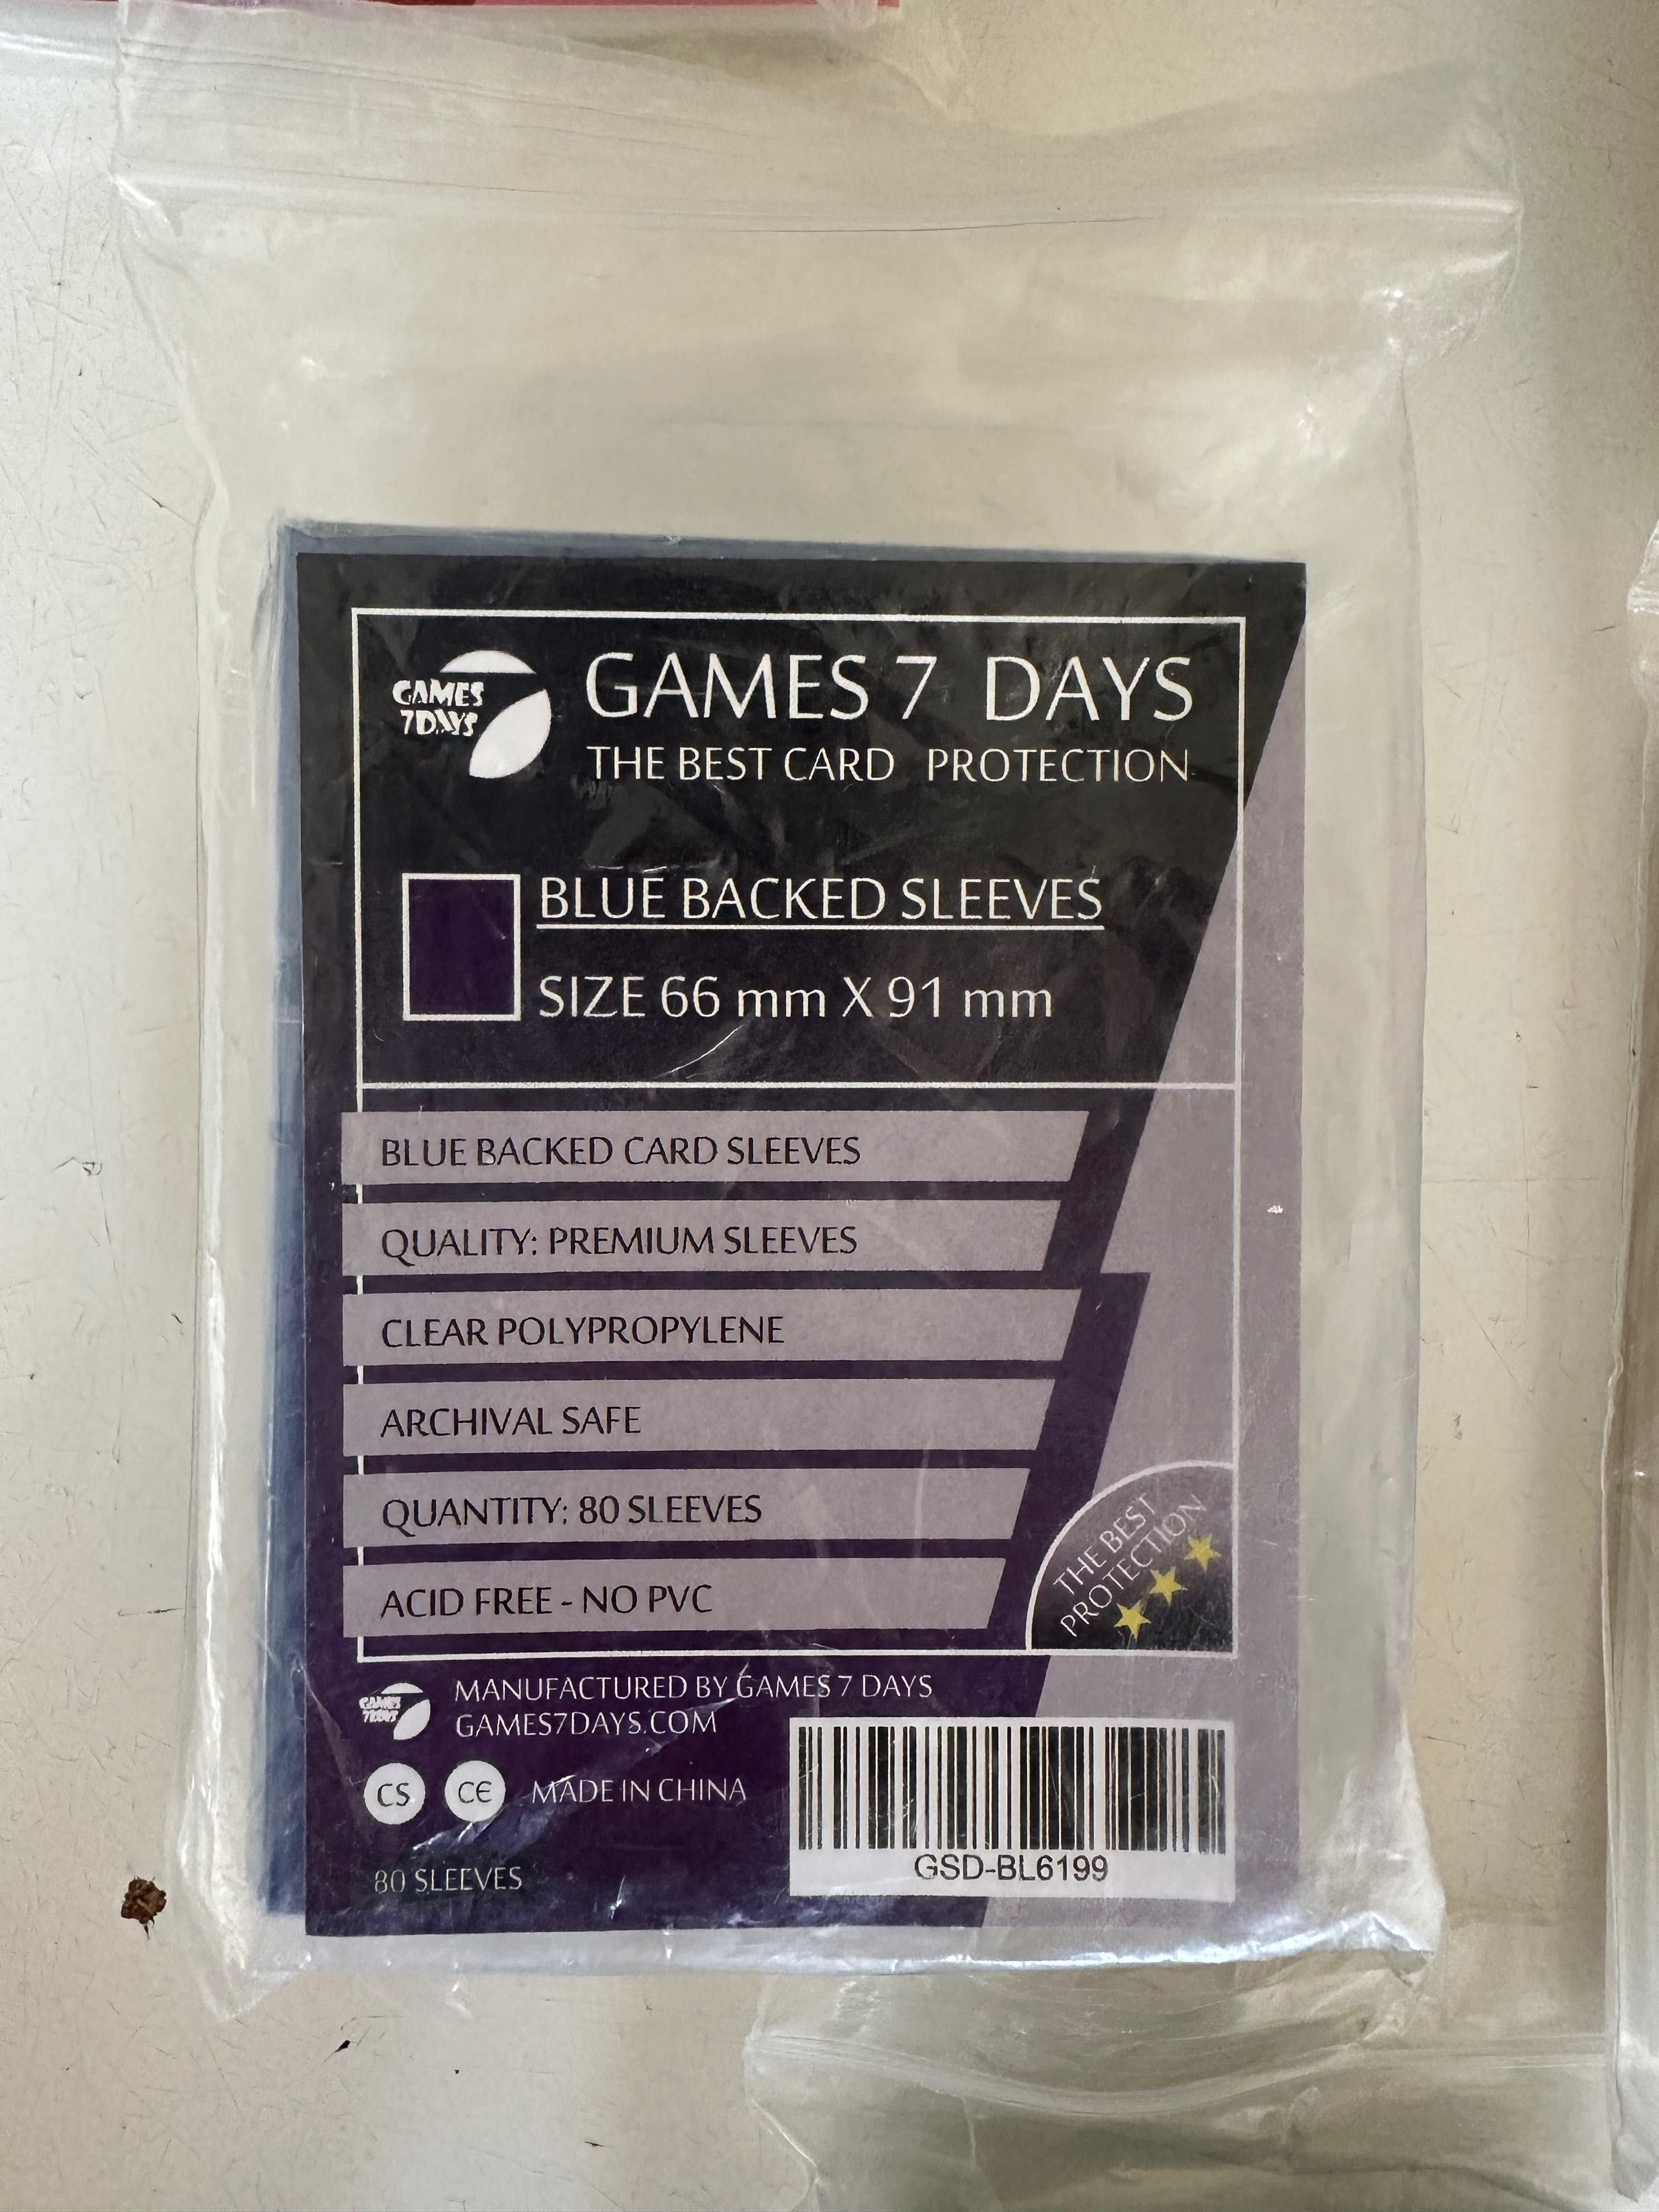 GAMES
7DAYS
GAMES 7 DAYS
THE BEST CARD PROTECTION
BLUE BACKED SLEEVES
SIZE 66 mm X 91 mm
BLUE BACKED CARD SLEEVES
QUALITY: PREMIUM SLEEVES
CLEAR POLYPROPYLENE
ARCHIVAL SAFE
QUANTITY: 80 SLEEVES
ACID FREE - NO PVC
THE BEST
PROTECTION
GAMES
7DAYS
MANUFACTURED BY GAMES 7 DAYS
GAMES7DAYS.COM
CS CE MADE IN CHINA
80 SLEEVES
GSD-BL6199